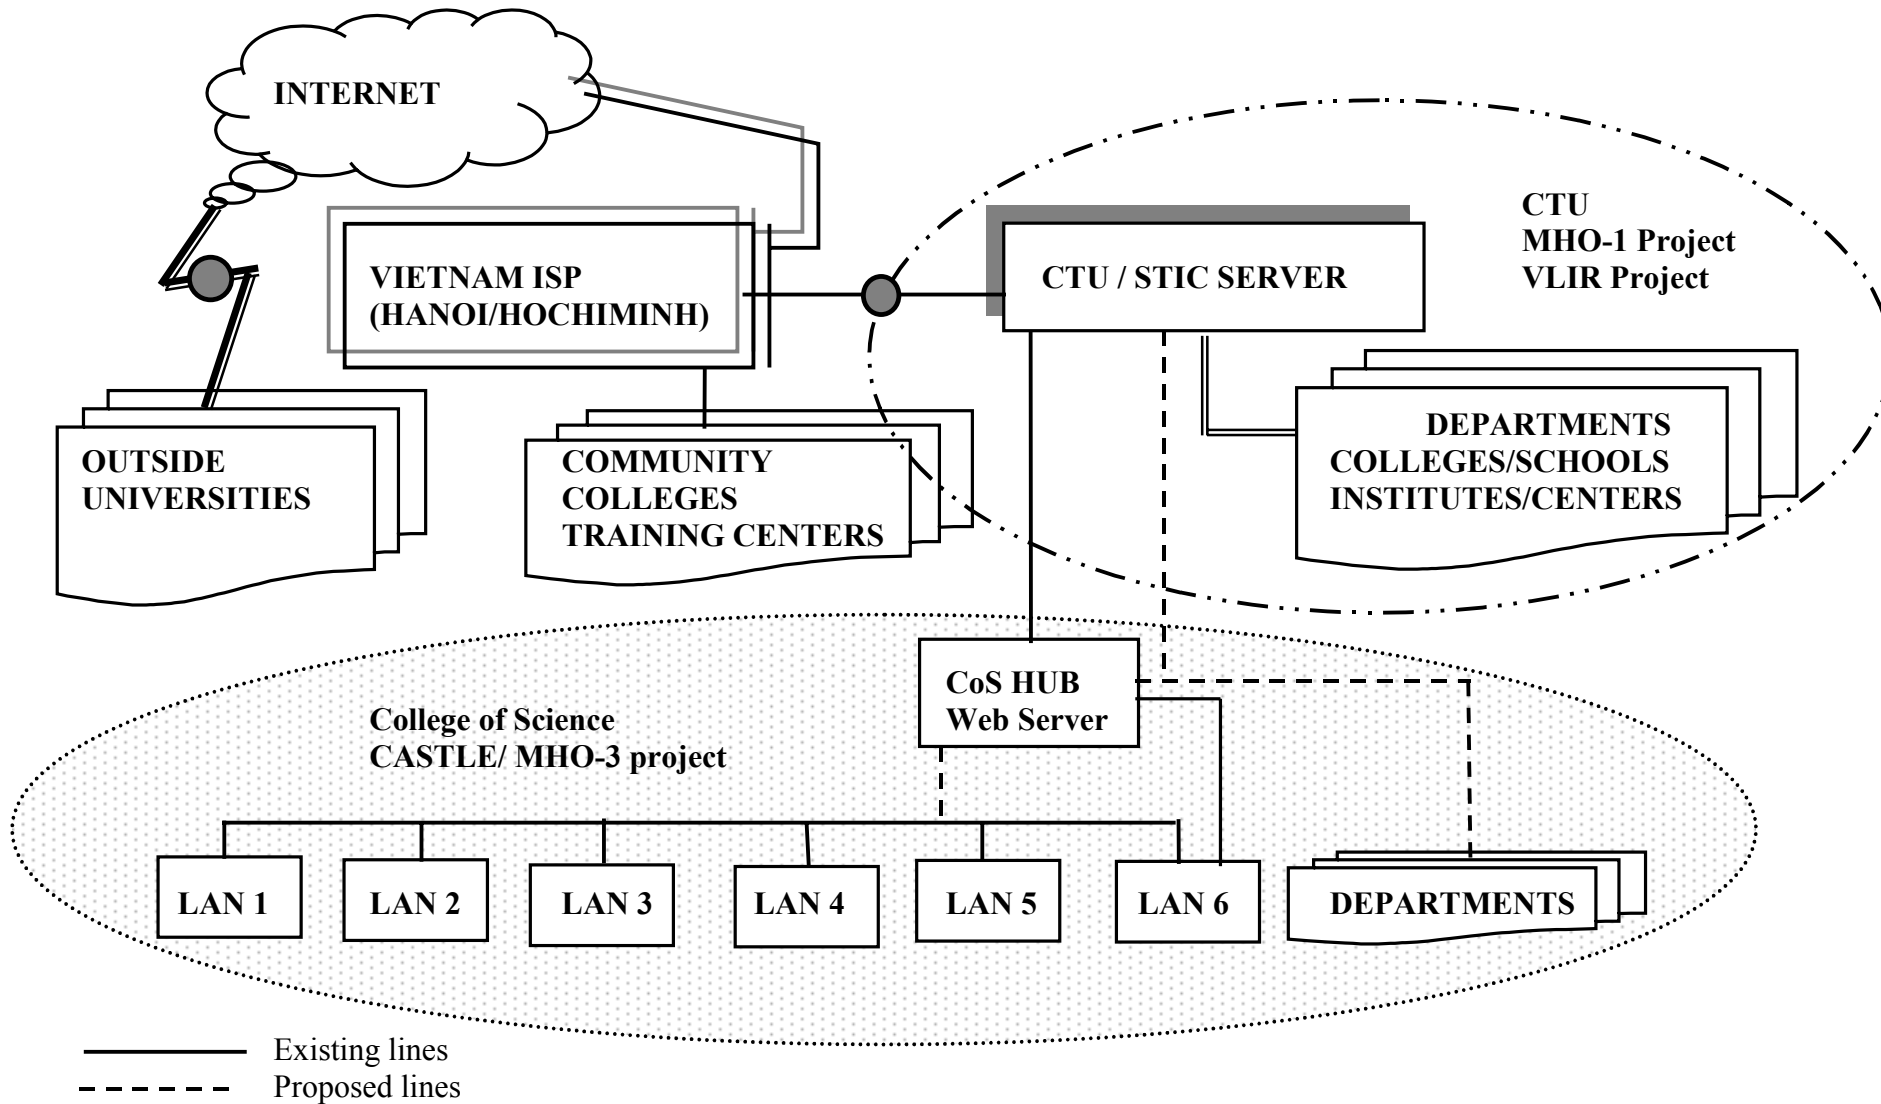 INTERNET
CTU
MHO-1 Project
VLIR Project
VIETNAM ISP
(HANOI/HOCHIMINH)
CTU / STIC SERVER
OUTSIDE
UNIVERSITIES
COMMUNITY
COLLEGES
TRAINING CENTERS
DEPARTMENTS
COLLEGES/SCHOOLS
INSTITUTES/CENTERS
CoS HUB
Web Server
College of Science
CASTLE/ MHO-3 project
LAN 1
LAN 2
LAN 3
LAN 4
LAN 5
LAN 6
DEPARTMENTS
Existing lines
Proposed lines